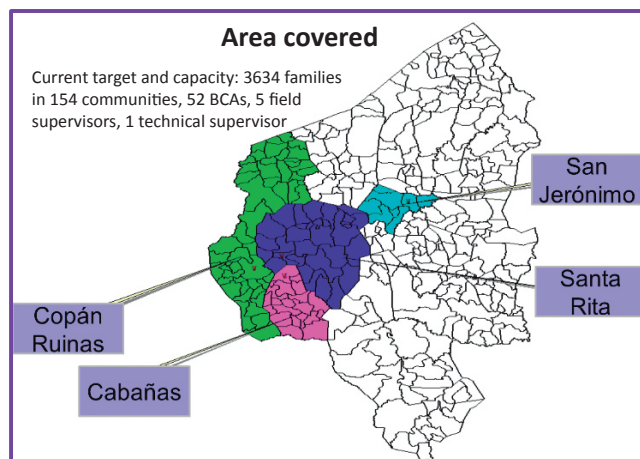 Area covered
Current target and capacity: 3634 families
in 154 communities, 52 BCAs, 5 field
supervisors, 1 technical supervisor
San
Jerónimo
Santa
Rita
Copán
Ruinas
Cabañas